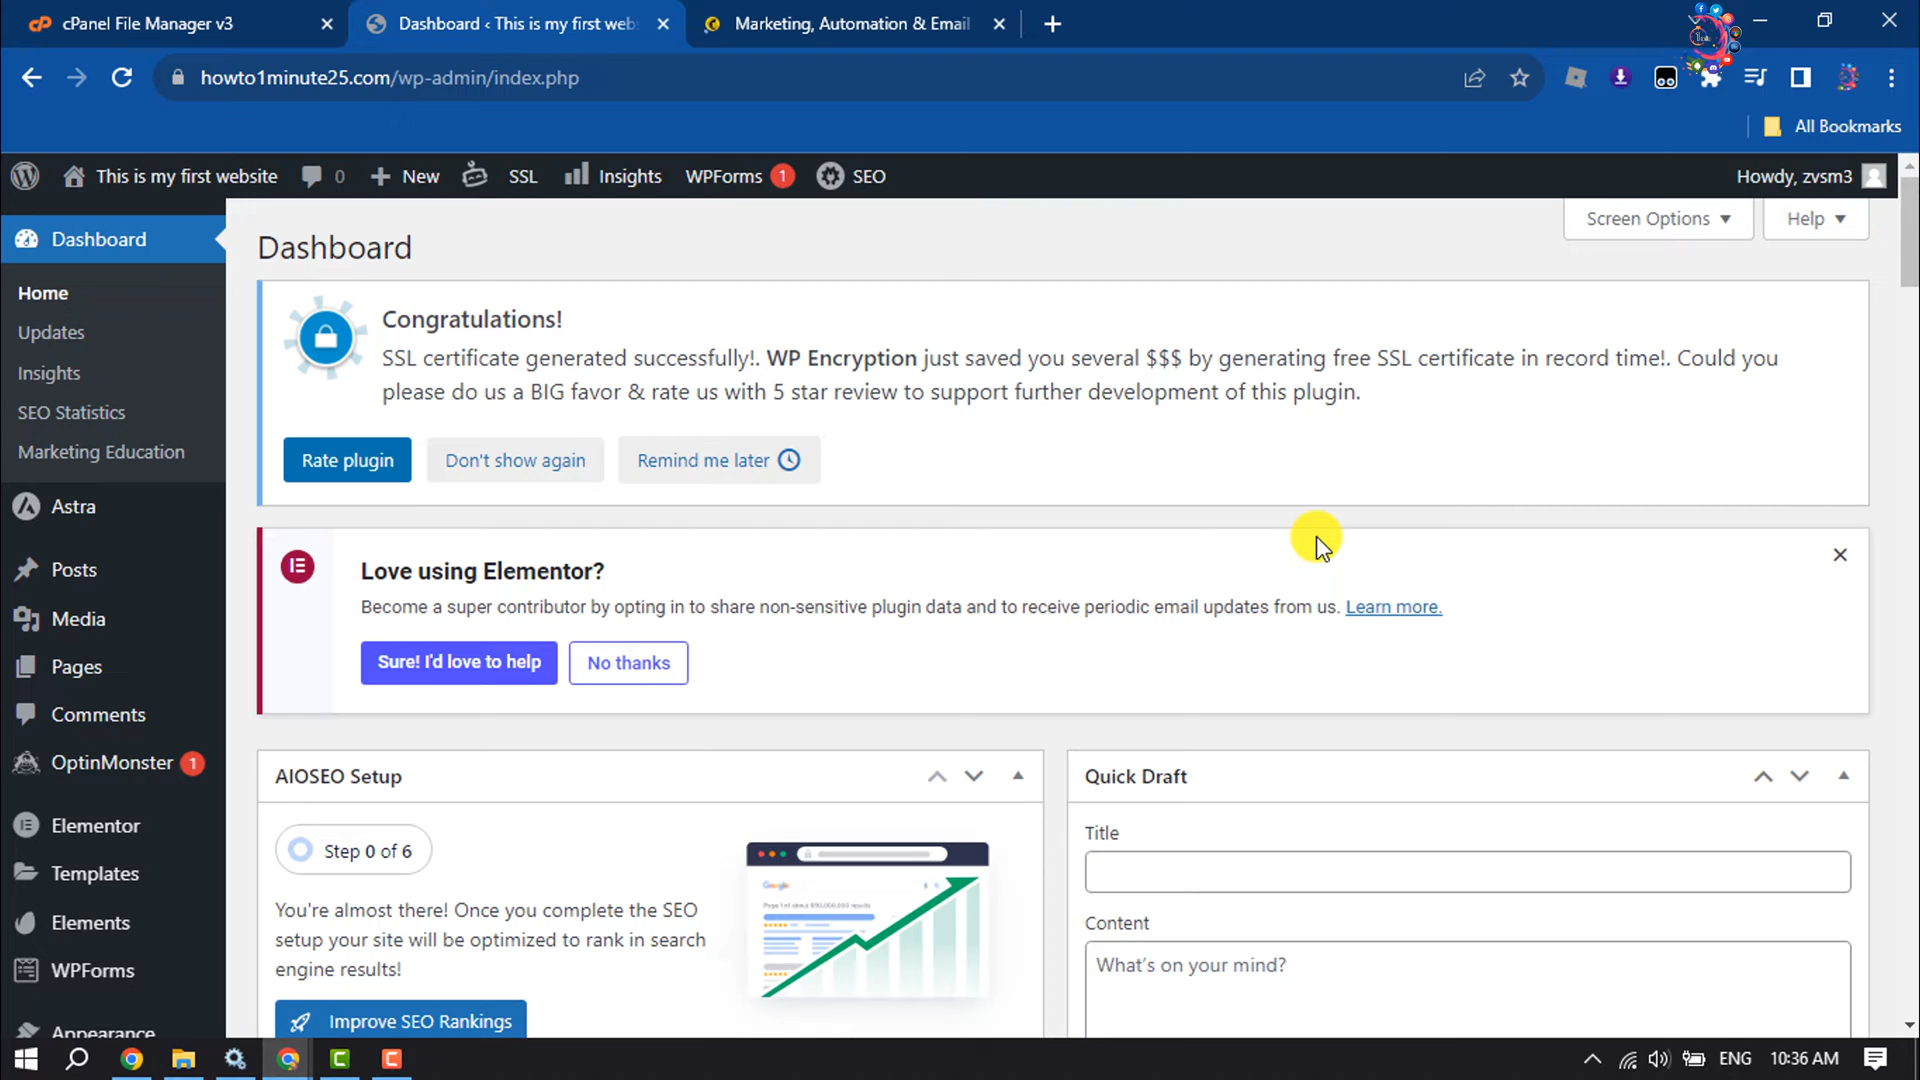 cPanel File Manager v3
Dashboard ‹ This is my first web
Marketing, Automation & Email
howto1minute25.com/wp-admin/index.php
All Bookmarks
This is my first website
0
New
SSL
Insights
WPForms 1
SEO
Howdy, zvsm3
Screen Options
Help
Dashboard
Home
Updates
Insights
SEO Statistics
Marketing Education
Astra
Posts
Media
Pages
Comments
OptinMonster 1
Elementor
Templates
Elements
WPForms
Appearance
Dashboard
Congratulations!
SSL certificate generated successfully!. WP Encryption just saved you several $$$ by generating free SSL certificate in record time!. Could you
please do us a BIG favor & rate us with 5 star review to support further development of this plugin.
Rate plugin
Don't show again
Remind me later
Love using Elementor?
Become a super contributor by opting in to share non-sensitive plugin data and to receive periodic email updates from us. Learn more.
Sure! I'd love to help
No thanks
AIOSEO Setup
Step 0 of 6
You're almost there! Once you complete the SEO
setup your site will be optimized to rank in search
engine results!
Improve SEO Rankings
Google
Quick Draft
Title
Content
What's on your mind?
ENG
10:36 AM